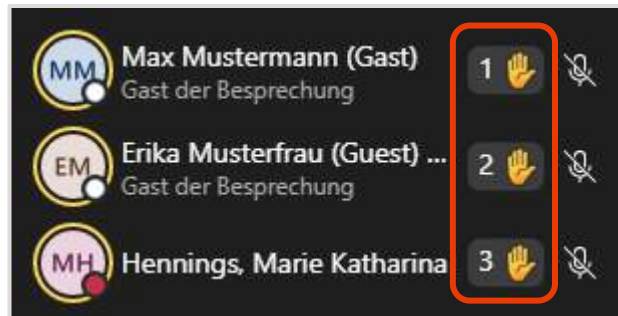 MM Max Mustermann (Gast) 1
Gast der Besprechung
EM Erika Musterfrau (Guest) ... 2
Gast der Besprechung
MH Hennings, Marie Katharina 3